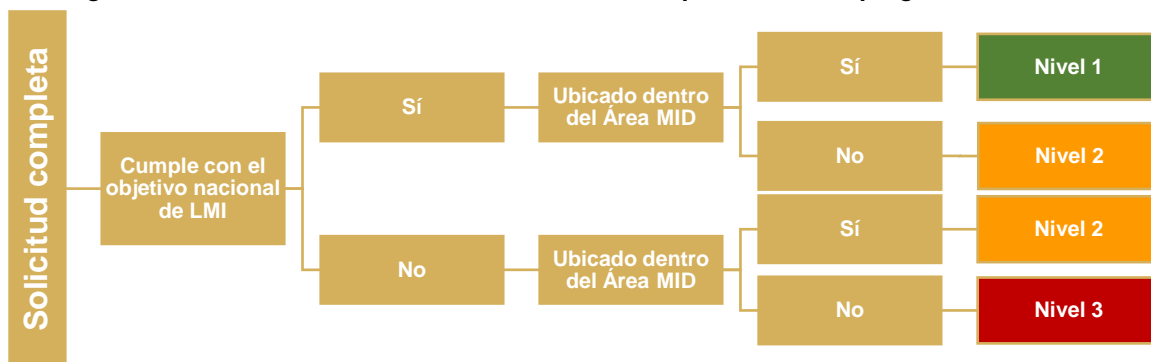 Solicitud completa
Cumple con el
objetivo nacional
de LMI
Sí
Ubicado dentro
del Área MID
Sí
Nivel 1
No
Nivel 2
No
Ubicado dentro
del Área MID
Sí
Nivel 2
No
Nivel 3